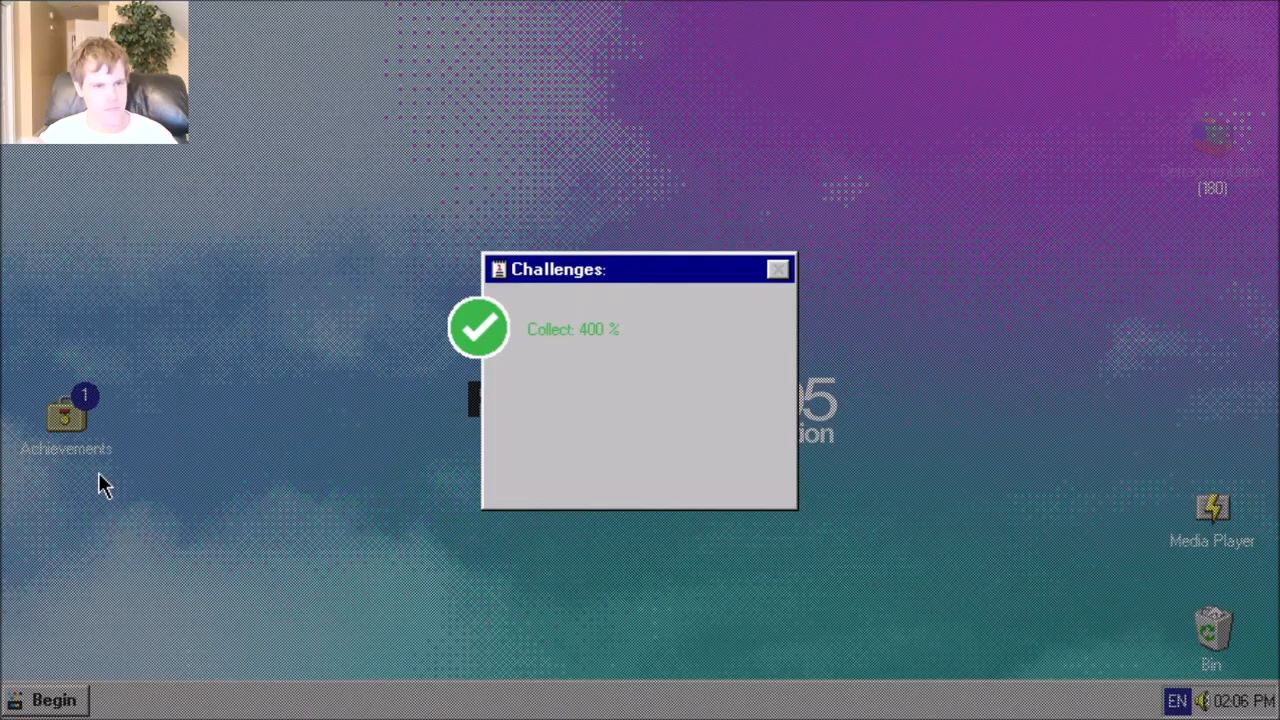 (180)
Challenges:
Collect: 400 %
1
Achievements
Media Player
Bin
Begin
EN
02:06 PM